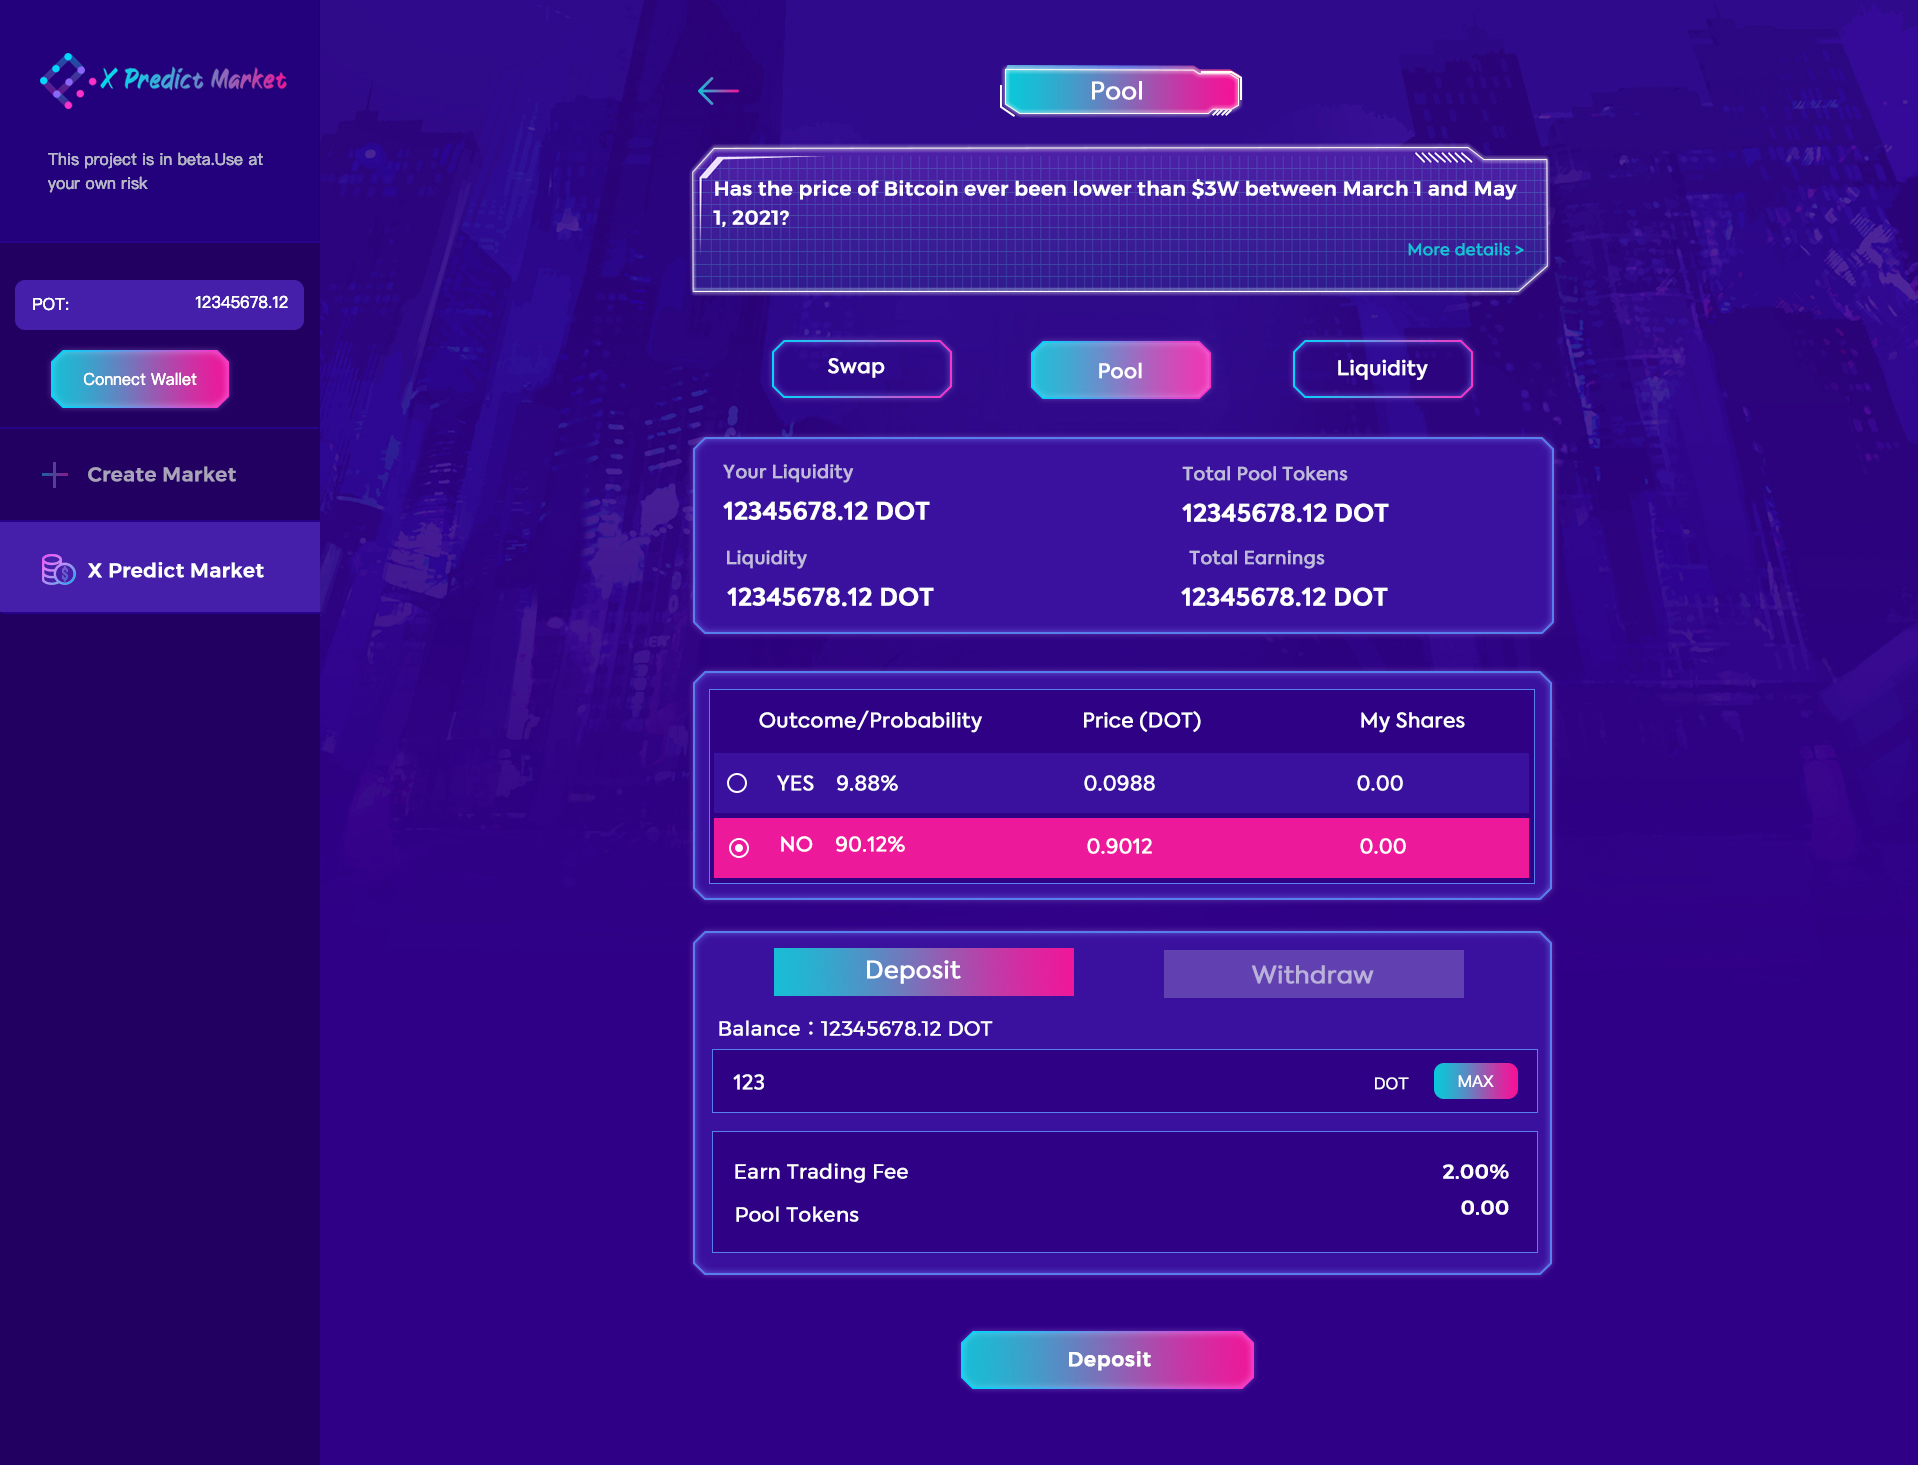 X Predict Market
This project is in beta.Use at
your own risk
POT: 12345678.12
Connect Wallet
Create Market
X Predict Market
Pool
Has the price of Bitcoin ever been lower than $3W between March 1 and May
1, 2021?
More details >
Swap Pool Liquidity
Your Liquidity Total Pool Tokens
12345678.12 DOT 12345678.12 DOT
Liquidity Total Earnings
12345678.12 DOT 12345678.12 DOT
Outcome/Probability Price (DOT) My Shares
YES 9.88% 0.0988 0.00
NO 90.12% 0.9012 0.00
Deposit Withdraw
Balance：12345678.12 DOT
123 DOT MAX
Earn Trading Fee 2.00%
Pool Tokens 0.00
Deposit